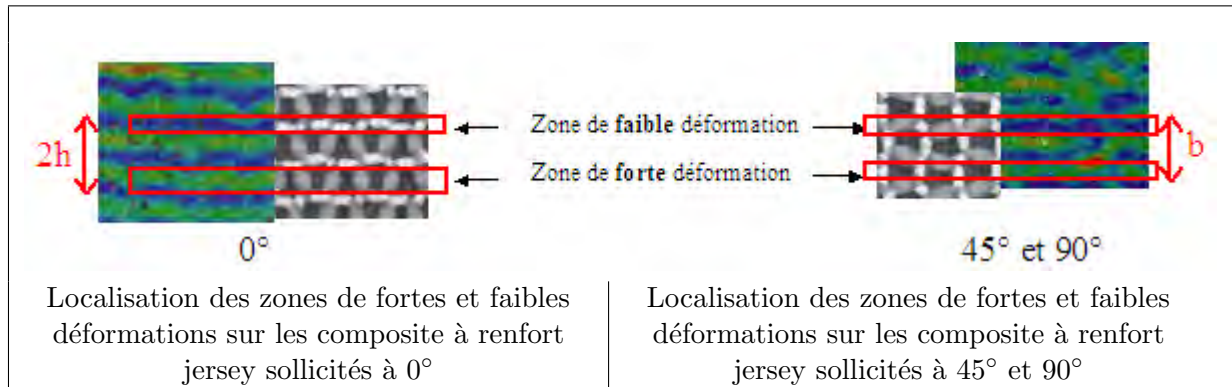 2h
Zone de faible déformation
b
Zone de forte déformation
0°
45° et 90°
Localisation des zones de fortes et faibles
déformations sur les composite à renfort
jersey sollicités à 0°
Localisation des zones de fortes et faibles
déformations sur les composite à renfort
jersey sollicités à 45° et 90°